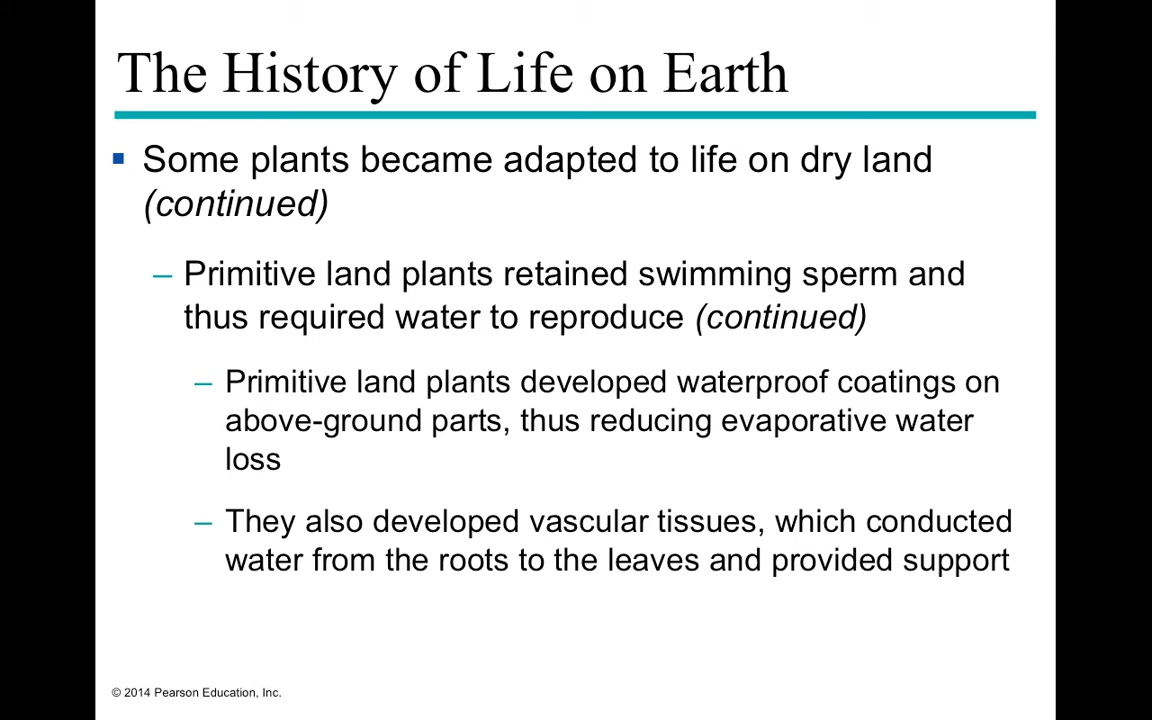 The History of Life on Earth
▪ Some plants became adapted to life on dry land
(continued)
– Primitive land plants retained swimming sperm and
thus required water to reproduce (continued)
– Primitive land plants developed waterproof coatings on
above-ground parts, thus reducing evaporative water
loss
– They also developed vascular tissues, which conducted
water from the roots to the leaves and provided support
© 2014 Pearson Education, Inc.